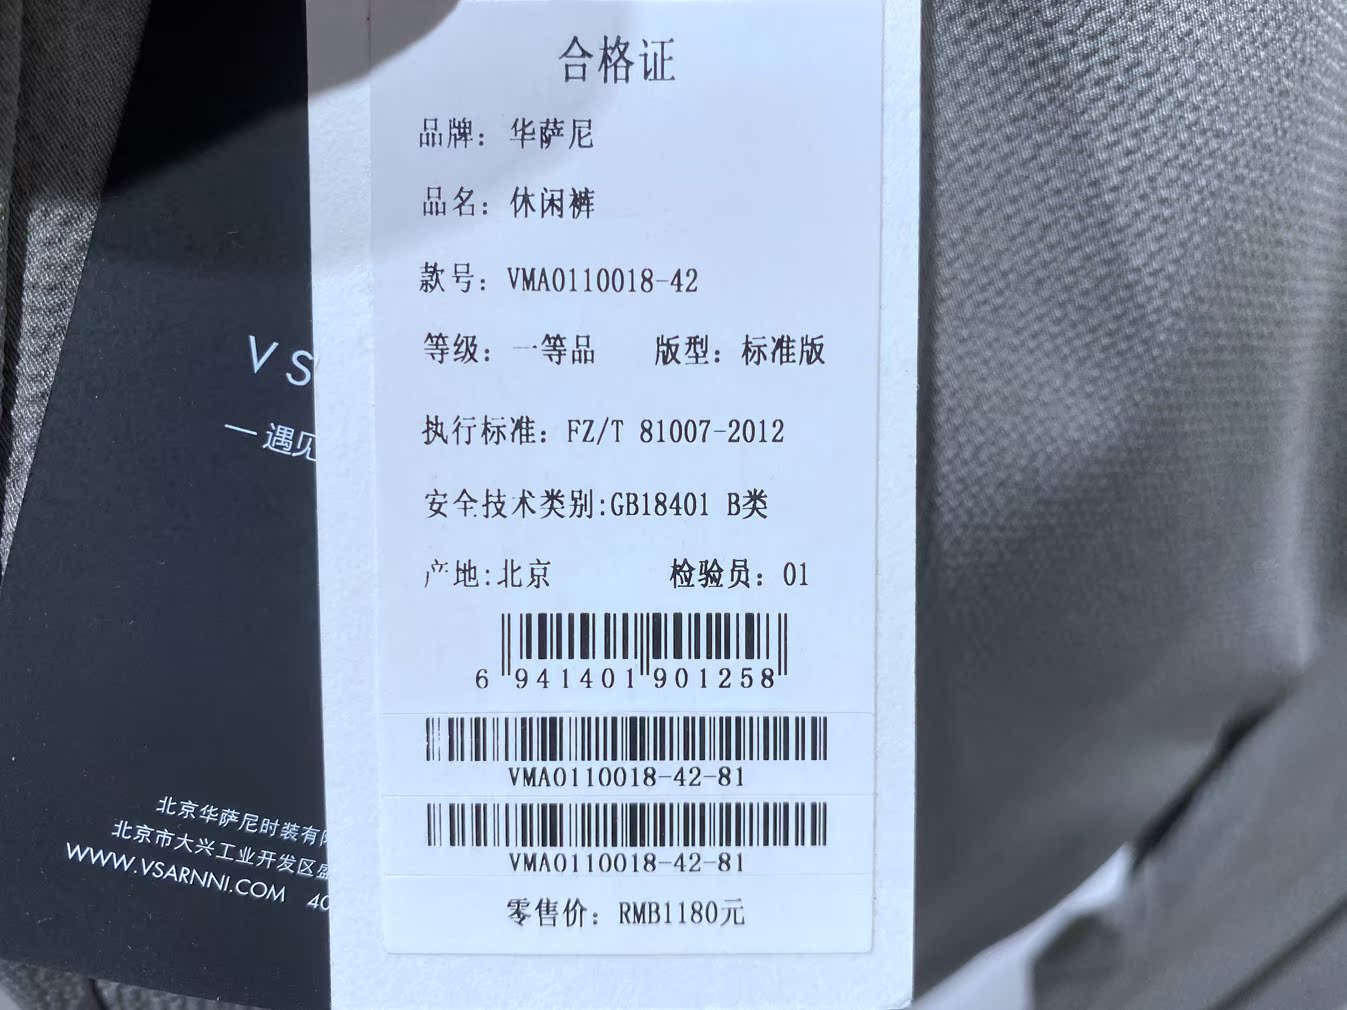 合格证
品牌：华萨尼
品名：休闲裤
款号：VMA0110018-42
等级：一等品 版型：标准版
执行标准：FZ/T 81007-2012
安全技术类别:GB18401 B类
产地:北京 检验员：01
6 941401 901258
VMA0110018-42-81
VMA0110018-42-81
零售价：RMB1180元
VS
一遇见
北京华萨尼时装有
北京市大兴工业开发区
WWW.VSARNNI.COM 40